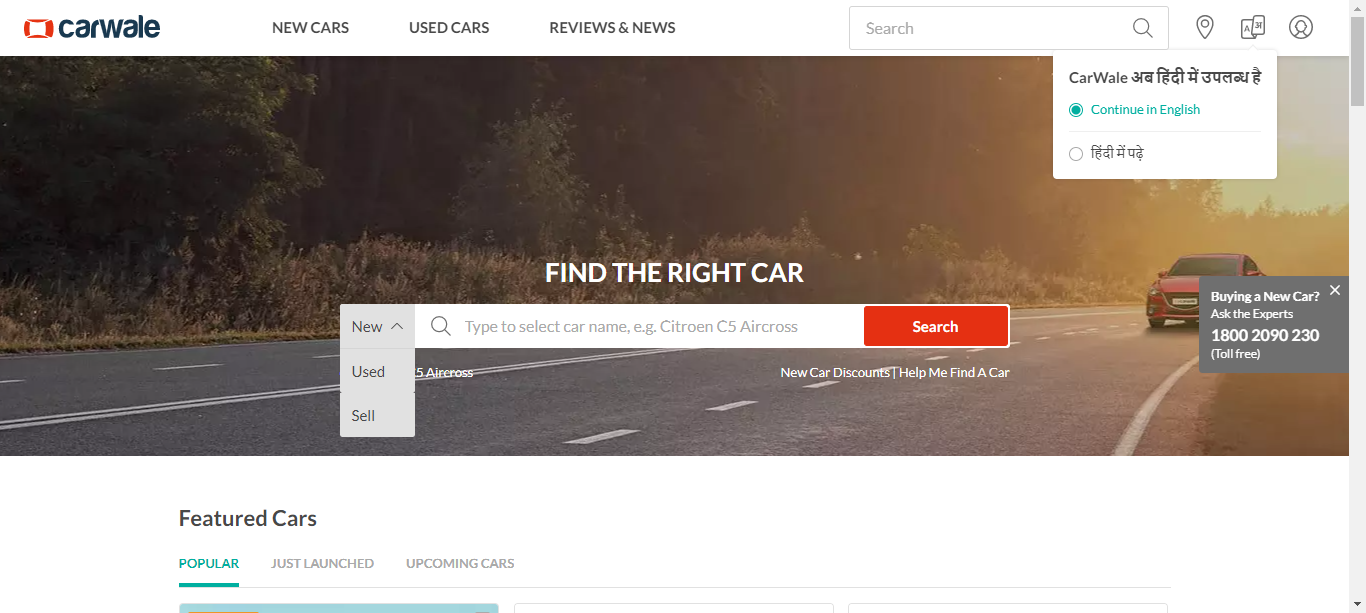 carwale
NEW CARS
USED CARS
REVIEWS & NEWS
Search
CarWale अब हिंदी में उपलब्ध है
Continue in English
हिंदी में पढ़े
FIND THE RIGHT CAR
New
Type to select car name, e.g. Citroen C5 Aircross
Search
Used
Sell
5 Aircross
New Car Discounts | Help Me Find A Car
Buying a New Car?
Ask the Experts
1800 2090 230
(Toll free)
Featured Cars
POPULAR
JUST LAUNCHED
UPCOMING CARS